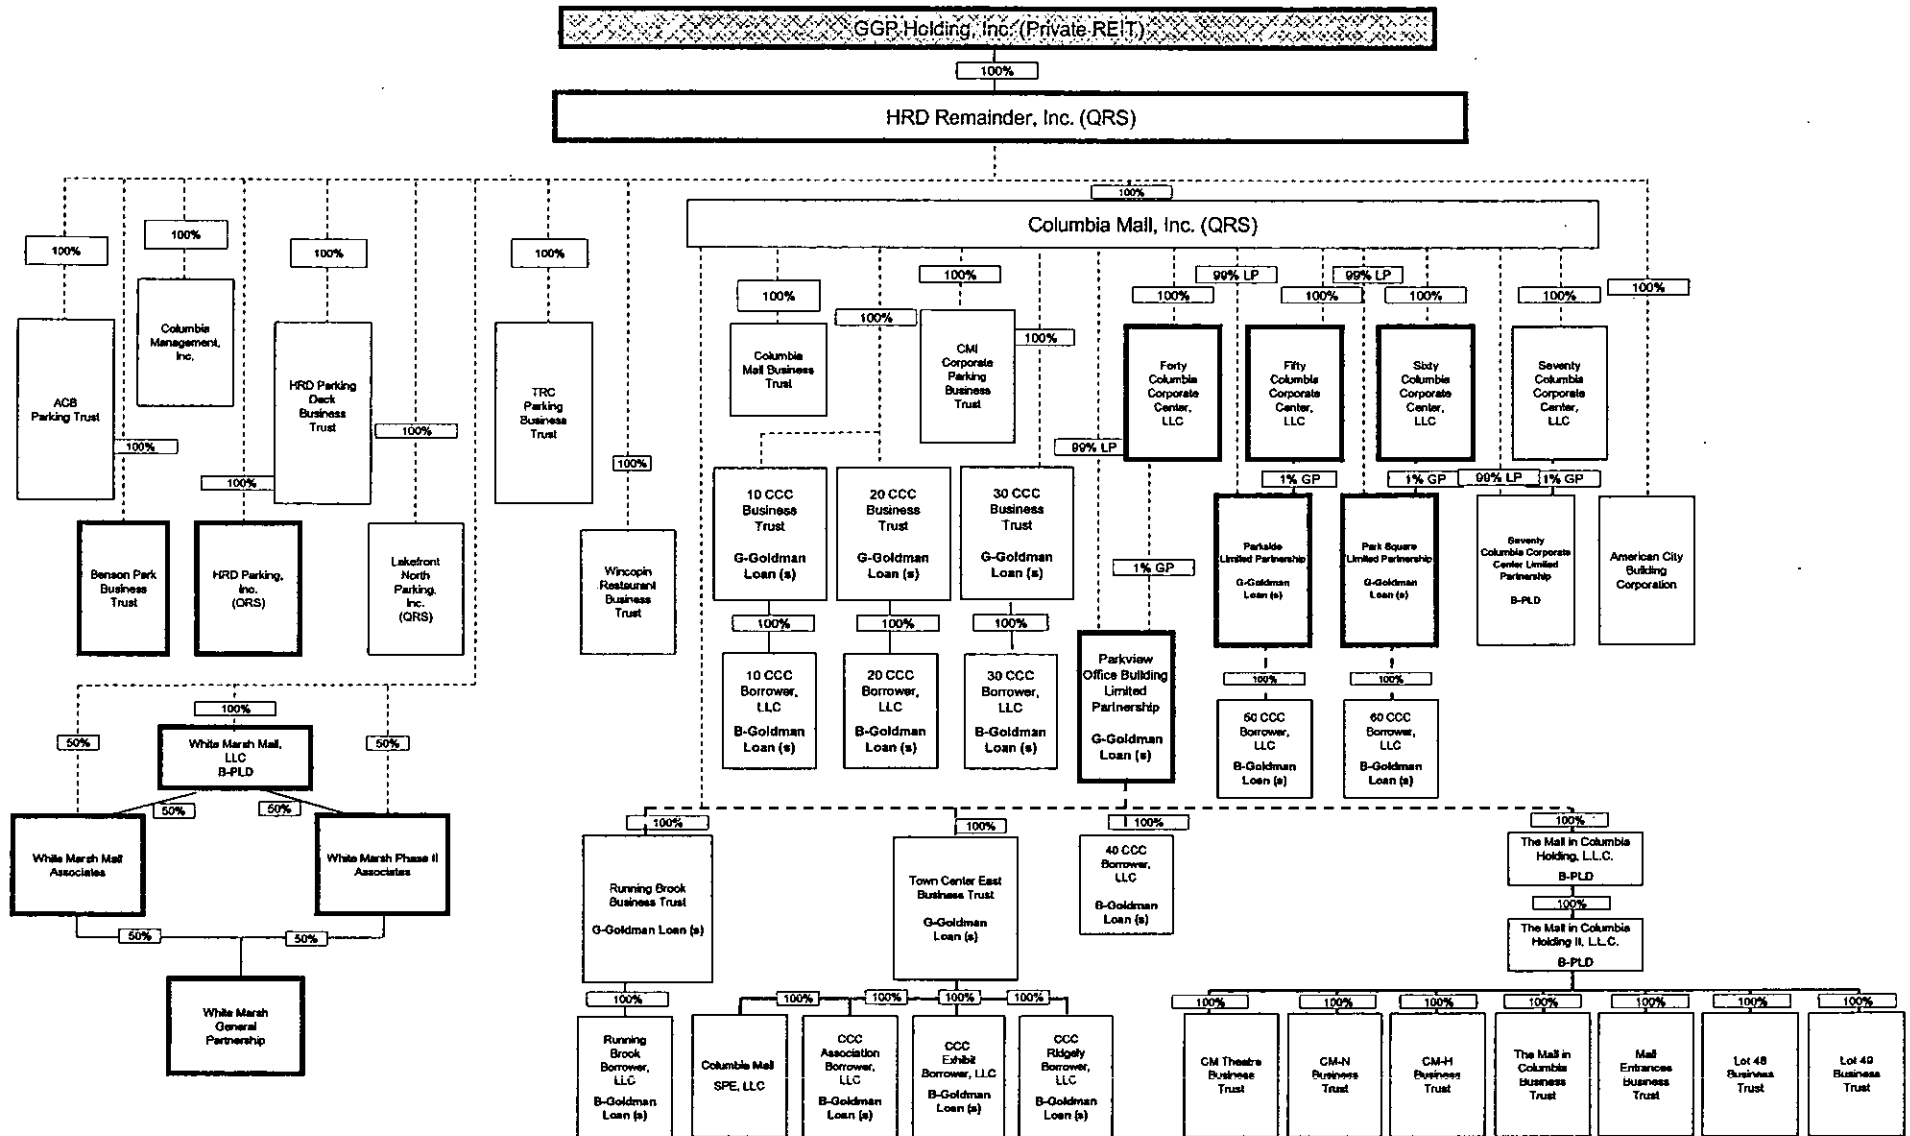 GGP Holding, Inc. (Private REIT)
100%
HRD Remainder, Inc. (QRS)
100%
Columbia Mall, Inc. (QRS)
100%
ACB
Parking Trust
100%
Columbia
Management,
Inc.
100%
HRD Parking
Deck
Business
Trust
100%
TRC
Parking
Business
Trust
100%
Benson Park
Business
Trust
100%
HRD Parking,
Inc.
(QRS)
100%
Lakefront
North
Parking,
Inc.
(QRS)
100%
Wincopin
Restaurant
Business
Trust
100%
American City
Building
Corporation
100%
White Marsh Mall,
LLC
B-PLD
50%
50%
50%
50%
White Marsh Mall
Associates
White Marsh Phase II
Associates
50%
50%
White Marsh
General
Partnership
100%
Columbia
Mall Business
Trust
100%
100%
CMI
Corporate
Parking
Business
Trust
100%
99% LP
100%
Forty
Columbia
Corporate
Center,
LLC
99% LP
100%
Fifty
Columbia
Corporate
Center,
LLC
99% LP
100%
Sixty
Columbia
Corporate
Center,
LLC
100%
Seventy
Columbia
Corporate
Center,
LLC
10 CCC
Business
Trust
G-Goldman
Loan (s)
20 CCC
Business
Trust
G-Goldman
Loan (s)
30 CCC
Business
Trust
G-Goldman
Loan (s)
1% GP
1% GP
1% GP
99% LP
1% GP
Parkside
Limited Partnership
G-Goldman
Loan (s)
Park Square
Limited Partnership
G-Goldman
Loan (s)
Seventy
Columbia Corporate
Center Limited
Partnership
B-PLD
100%
100%
100%
10 CCC
Borrower,
LLC
B-Goldman
Loan (s)
20 CCC
Borrower,
LLC
B-Goldman
Loan (s)
30 CCC
Borrower,
LLC
B-Goldman
Loan (s)
Parkview
Office Building
Limited
Partnership
G-Goldman
Loan (s)
100%
100%
50 CCC
Borrower,
LLC
B-Goldman
Loan (s)
60 CCC
Borrower,
LLC
B-Goldman
Loan (s)
100%
100%
100%
100%
Running Brook
Business Trust
G-Goldman Loan (s)
Town Center East
Business Trust
G-Goldman
Loan (s)
40 CCC
Borrower,
LLC
B-Goldman
Loan (s)
The Mall in Columbia
Holding, L.L.C.
B-PLD
100%
The Mall in Columbia
Holding II, L.L.C.
B-PLD
100%
100%
100%
100%
100%
Running
Brook
Borrower,
LLC
B-Goldman
Loan (s)
Columbia Mall
SPE, LLC
CCC
Association
Borrower,
LLC
B-Goldman
Loan (s)
CCC
Exhibit
Borrower, LLC
B-Goldman
Loan (s)
CCC
Ridgely
Borrower,
LLC
B-Goldman
Loan (s)
100%
100%
100%
100%
100%
100%
100%
CM Theatre
Business
Trust
CM-N
Business
Trust
CM-H
Business
Trust
The Mall in
Columbia
Business
Trust
Mall
Entrances
Business
Trust
Lot 48
Business
Trust
Lot 49
Business
Trust